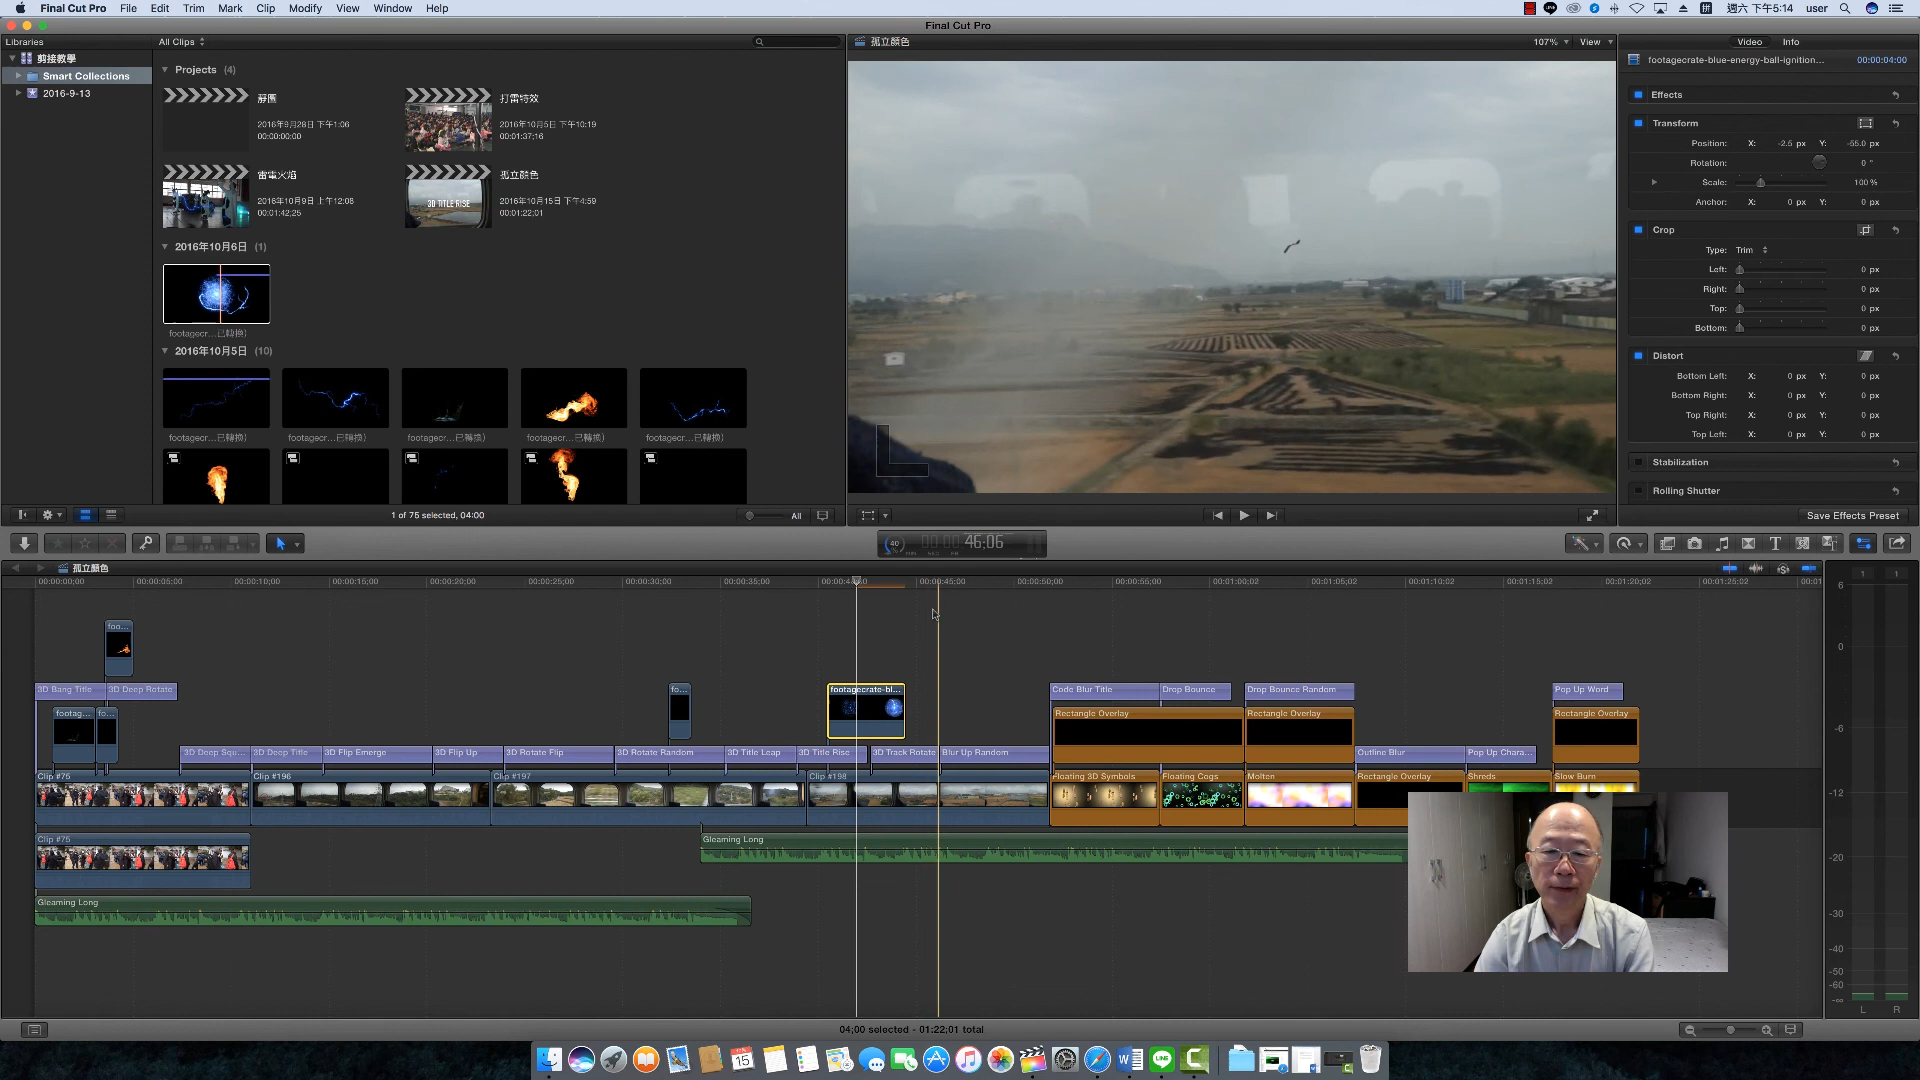 Final Cut Pro File Edit Trim Mark Clip Modify View Window Help
週六 下午5:14 user
Final Cut Pro
Libraries
剪接教學
Smart Collections
2016-9-13
All Clips
Projects (4)
靜圖
2016年9月28日 下午1:06
00:00:00:00
打雷特效
2016年10月5日 下午10:19
00:01:37;16
雷電火焰
2016年10月9日 上午12:08
00:01:42;25
3D TITLE RISE
孤立顏色
2016年10月15日 下午4:59
00:01:22;01
2016年10月6日 (1)
footagecr...已轉換)
2016年10月5日 (10)
footagecr...已轉換)
footagecr...已轉換)
footagecr...已轉換)
footagecr...已轉換)
footagecr...已轉換)
1 of 75 selected, 04:00
All
孤立顏色
107% View
Video Info
footagecrate-blue-energy-ball-ignition... 00:00:04:00
Effects
Transform
Position: X: -2.5 px Y: -55.0 px
Rotation: 0 °
Scale: 100 %
Anchor: X: 0 px Y: 0 px
Crop
Type: Trim
Left: 0 px
Right: 0 px
Top: 0 px
Bottom: 0 px
Distort
Bottom Left: X: 0 px Y: 0 px
Bottom Right: X: 0 px Y: 0 px
Top Right: X: 0 px Y: 0 px
Top Left: X: 0 px Y: 0 px
Stabilization
Rolling Shutter
Save Effects Preset
46:06
孤立顏色
00:00:00;00 00:00:05;00 00:00:10;00 00:00:15;00 00:00:20;00 00:00:25;00 00:00:30;00 00:00:35;00 00:00:45;00 00:00:50;00 00:00:55;00 00:01:00;02 00:01:05;02 00:01:10;02 00:01:15;02 00:01:20;02 00:01:25;02
foo...
3D Bang Title 3D Deep Rotate fo... footagecrate-bl... Code Blur Title Drop Bounce Drop Bounce Random Pop Up Word
footag... fo... Rectangle Overlay Rectangle Overlay Rectangle Overlay
3D Deep Squ... 3D Deep Title 3D Flip Emerge 3D Flip Up 3D Rotate Flip 3D Rotate Random 3D Title Leap 3D Title Rise 3D Track Rotate Blur Up Random Outline Blur Pop Up Chara...
Clip #75 Clip #196 Clip #197 Clip #198 Floating 3D Symbols Floating Cogs Molten Rectangle Overlay Shreds Slow Burn
Clip #75
Gleaming Long
Gleaming Long
6
0
-6
-12
-20
-30
-40
-50
-60
L R
04;00 selected - 01:22;01 total